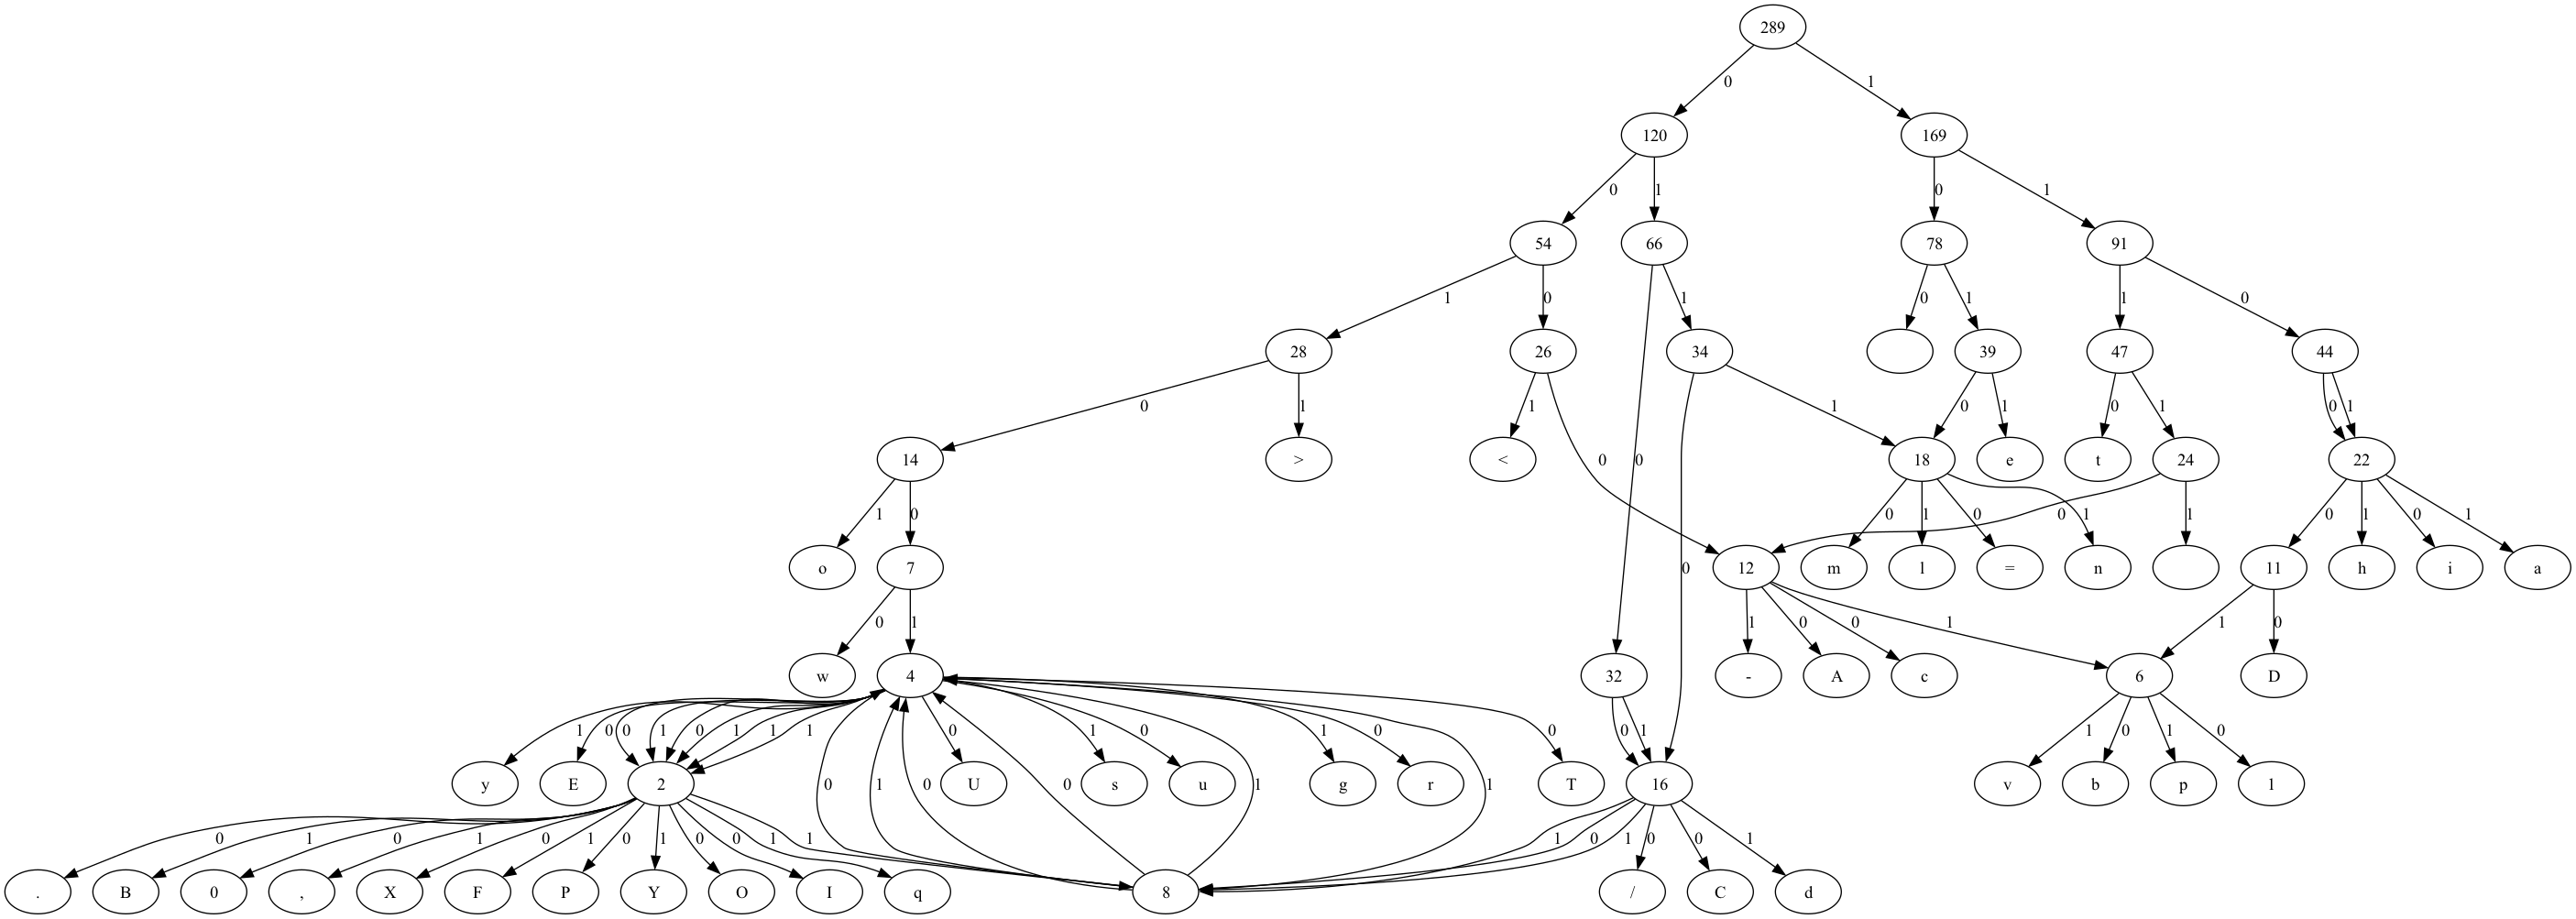 289
0 1
120 169
0 1 0 1
54 66 78 91
1 0 0 1 0 1 1 0
28 26 34 39 47 44
0 1 1 0 0 1 0 1 0 1 0 1
14 > < 18 e t 24 22
1 0 0 0 1 0 1 0 1 0 1 0 1
o 7 12 m l = n 11 h i a
0 1 1 0 0 1 1 0
w 4 32 - A c 6 D
1 0 0 1 0 1 1 1 0 1 0 0 0 1 0 1 0 1 0 1 0 1 0 1 0
y E 2 U s u g r T 16 v b p 1
0 1 0 1 0 1 0 1 0 0 1 1 1 0 1 0 0 1
. B 0 , X F P Y O I q 8 / C d